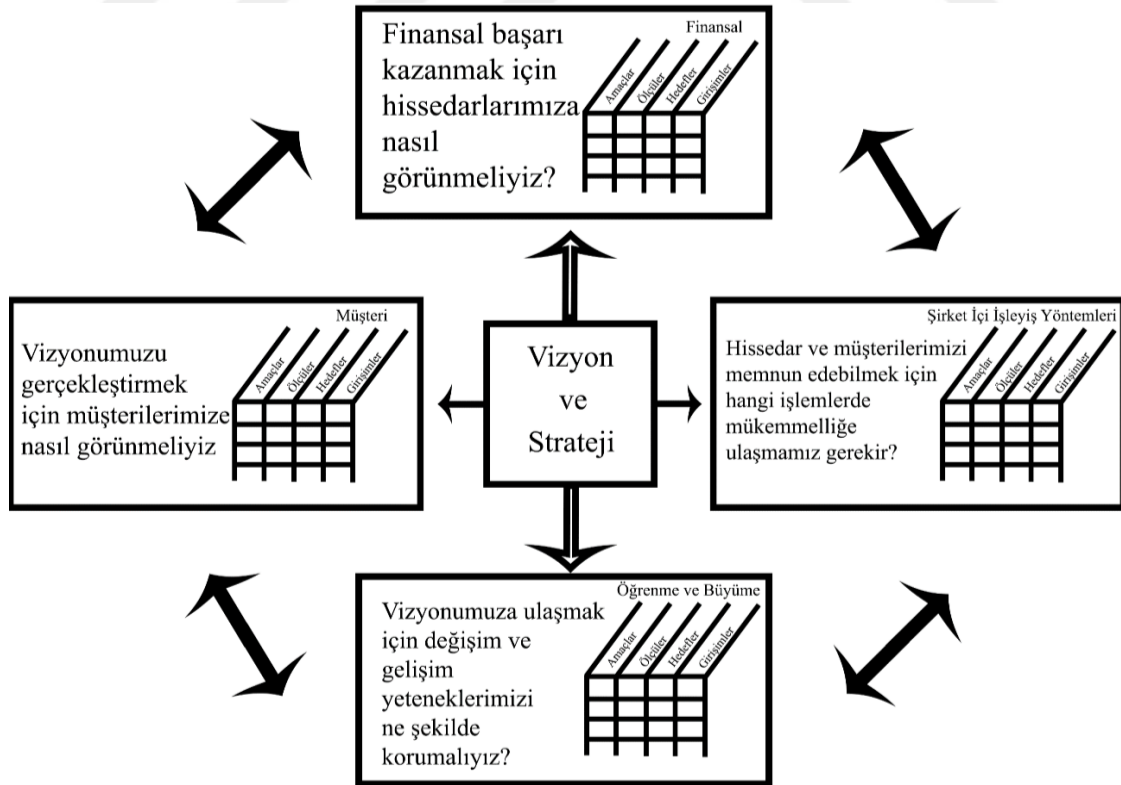 Finansal
Finansal başarı
kazanmak için
hissedarlarımıza
nasıl
görünmeliyiz?
Amaçlar
Ölçüler
Hedefler
Girişimler
Müşteri
Vizyonumuzu
gerçekleştirmek
için müşterilerimize
nasıl görünmeliyiz
Amaçlar
Ölçüler
Hedefler
Girişimler
Vizyon
ve
Strateji
Şirket İçi İşleyiş Yöntemleri
Hissedar ve müşterilerimizi
memnun edebilmek için
hangi işlemlerde
mükemmelliğe
ulaşmamız gerekir?
Amaçlar
Ölçüler
Hedefler
Girişimler
Öğrenme ve Büyüme
Vizyonumuza ulaşmak
için değişim ve
gelişim
yeteneklerimizi
ne şekilde
korumalıyız?
Amaçlar
Ölçüler
Hedefler
Girişimler